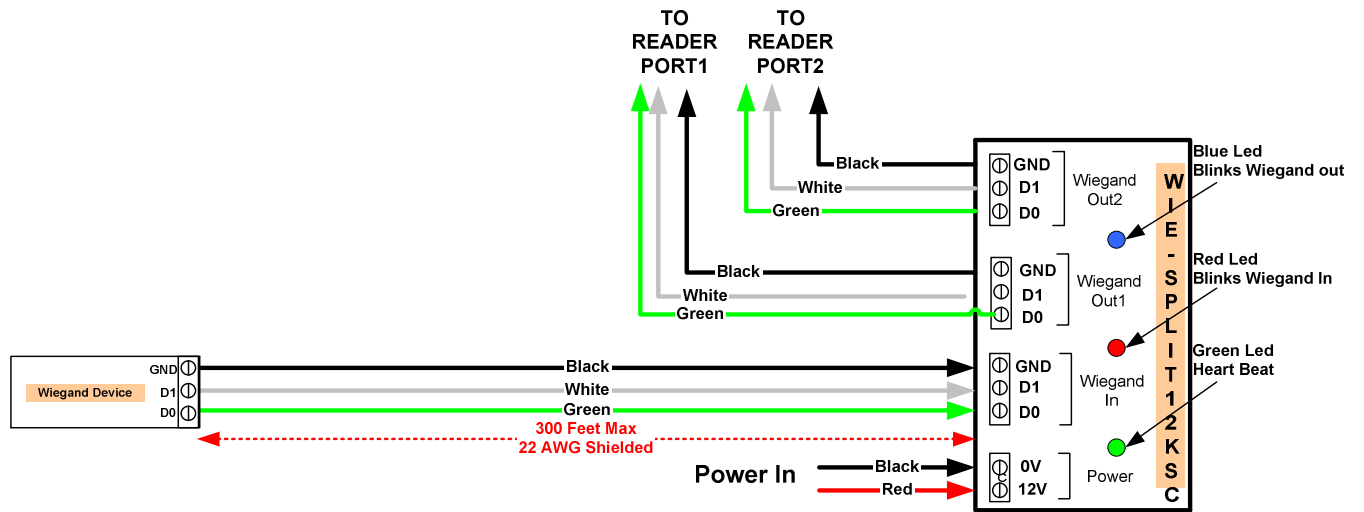 TO
READER
PORT1
TO
READER
PORT2
Black
White
Green
GND
D1
D0
Wiegand
Out2
Blue Led
Blinks Wiegand out
Black
White
Green
GND
D1
D0
Wiegand
Out1
Red Led
Blinks Wiegand In
Wiegand Device
GND
D1
D0
Black
White
Green
GND
D1
D0
Wiegand
In
Green Led
Heart Beat
300 Feet Max
22 AWG Shielded
Power In
Black
Red
0V
C
12V
Power
WIE-SPLIT12KSC